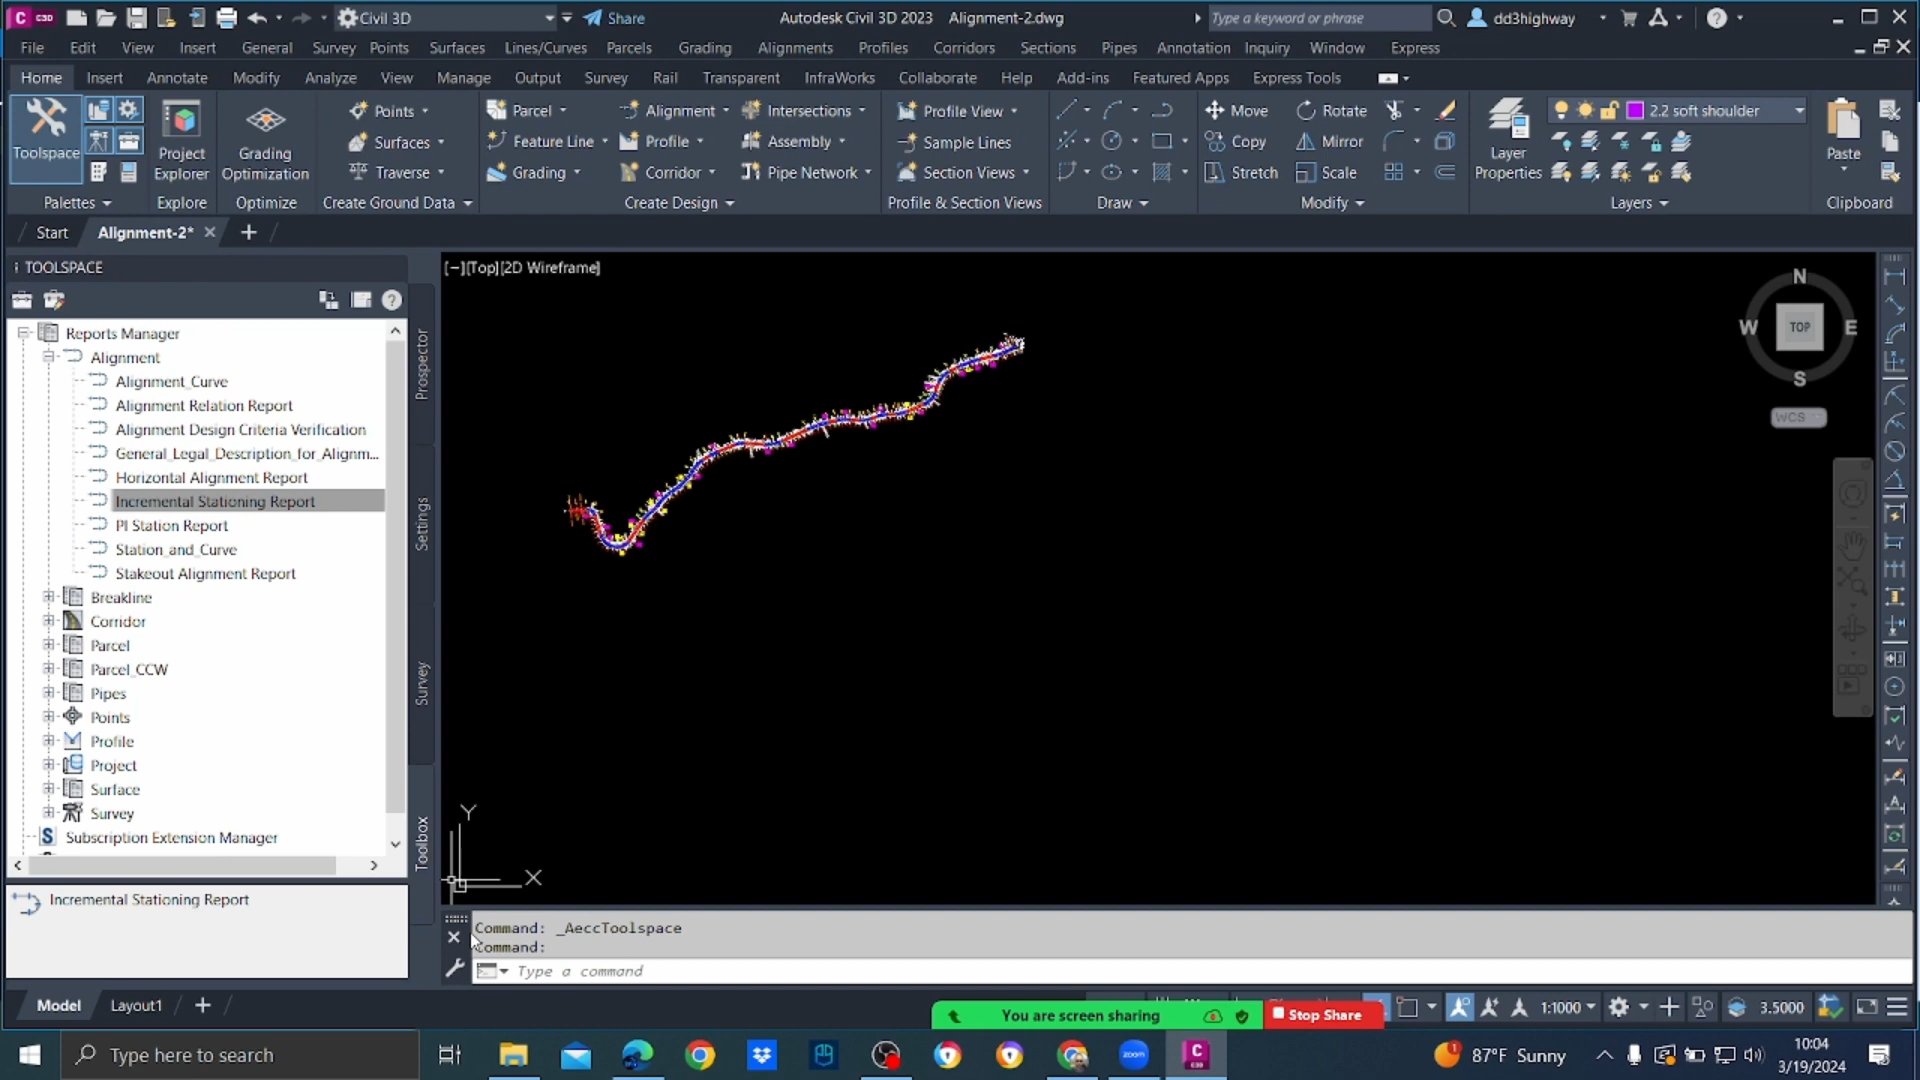 C3D Civil 3D Share Autodesk Civil 3D 2023 Alignment-2.dwg Type a keyword or phrase dd3highway
File Edit View Insert General Survey Points Surfaces Lines/Curves Parcels Grading Alignments Profiles Corridors Sections Pipes Annotation Inquiry Window Express
Home Insert Annotate Modify Analyze View Manage Output Survey Rail Transparent InfraWorks Collaborate Help Add-ins Featured Apps Express Tools
Points Parcel Alignment Intersections Profile View Move Rotate 2.2 soft shoulder
Toolspace Project Explorer Grading Optimization Surfaces Feature Line Profile Assembly Sample Lines Copy Mirror Layer Properties Paste
Traverse Grading Corridor Pipe Network Section Views Stretch Scale
Palettes Explore Optimize Create Ground Data Create Design Profile & Section Views Draw Modify Layers Clipboard
Start Alignment-2*
TOOLSPACE
[−][Top][2D Wireframe]
N
W TOP E
S
WCS
Reports Manager
Alignment
Alignment_Curve
Alignment Relation Report
Alignment Design Criteria Verification
General_Legal_Description_for_Alignm...
Horizontal Alignment Report
Incremental Stationing Report
PI Station Report
Station_and_Curve
Stakeout Alignment Report
Breakline
Corridor
Parcel
Parcel_CCW
Pipes
Points
Profile
Project
Surface
Survey
Subscription Extension Manager
Prospector
Settings
Survey
Toolbox
Y
X
Incremental Stationing Report
Command: _AeccToolspace
Command:
Type a command
Model Layout1 1:1000 3.5000
You are screen sharing Stop Share
Type here to search zoom C3D 87°F Sunny 10:04
3/19/2024